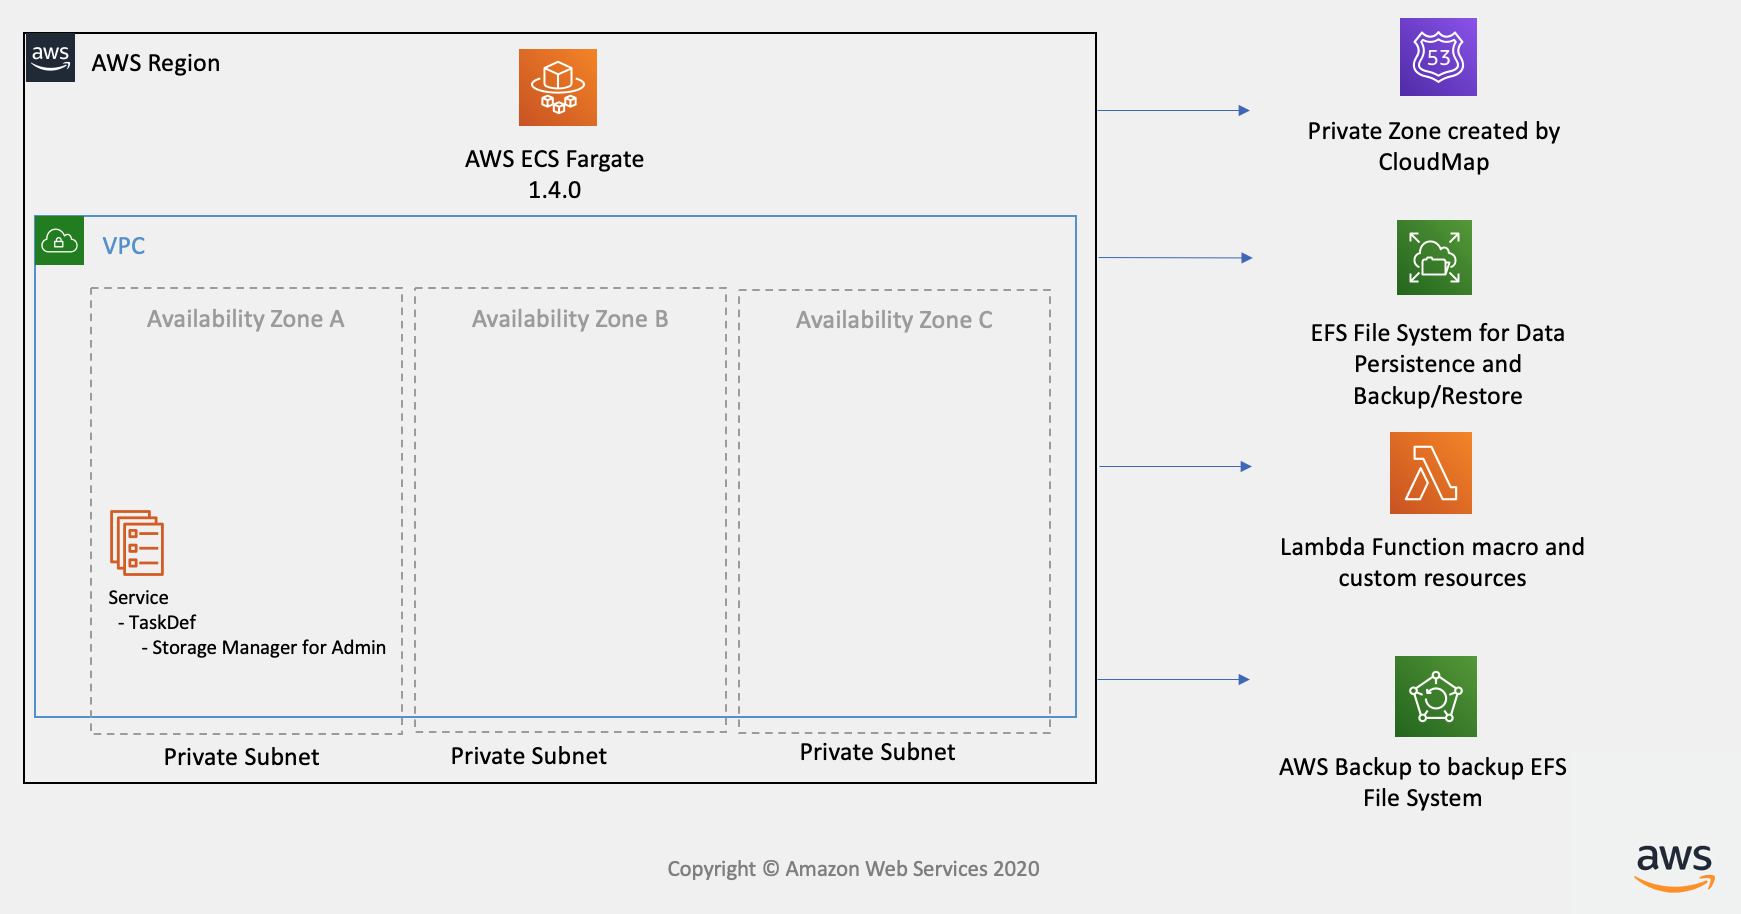 aws
AWS Region
AWS ECS Fargate
1.4.0
VPC
Availability Zone A
Availability Zone B
Availability Zone C
Service
- TaskDef
- Storage Manager for Admin
Private Subnet
Private Subnet
Private Subnet
53
Private Zone created by
CloudMap
EFS File System for Data
Persistence and
Backup/Restore
Lambda Function macro and
custom resources
AWS Backup to backup EFS
File System
Copyright © Amazon Web Services 2020
aws